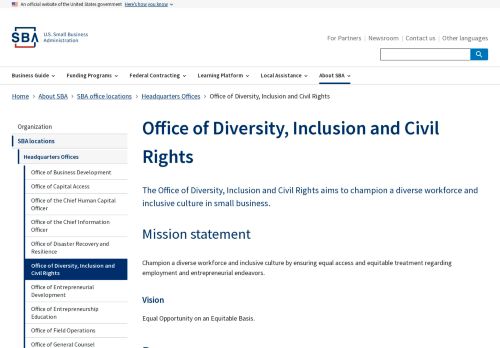 An official website of the United States government Here's how you know
SBA U.S. Small Business
Administration
For Partners Newsroom Contact us Other languages
Business Guide Funding Programs Federal Contracting Learning Platform Local Assistance About SBA
Home About SBA SBA office locations Headquarters Offices Office of Diversity, Inclusion and Civil Rights
Organization
SBA locations
Headquarters Offices
Office of Business Development
Office of Capital Access
Office of the Chief Human Capital
Officer
Office of the Chief Information
Officer
Office of Disaster Recovery and
Resilience
Office of Diversity, Inclusion and
Civil Rights
Office of Entrepreneurial
Development
Office of Entrepreneurship
Education
Office of Field Operations
Office of General Counsel
Office of Diversity, Inclusion and Civil
Rights
The Office of Diversity, Inclusion and Civil Rights aims to champion a diverse workforce and
inclusive culture in small business.
Mission statement
Champion a diverse workforce and inclusive culture by ensuring equal access and equitable treatment regarding
employment and entrepreneurial endeavors.
Vision
Equal Opportunity on an Equitable Basis.